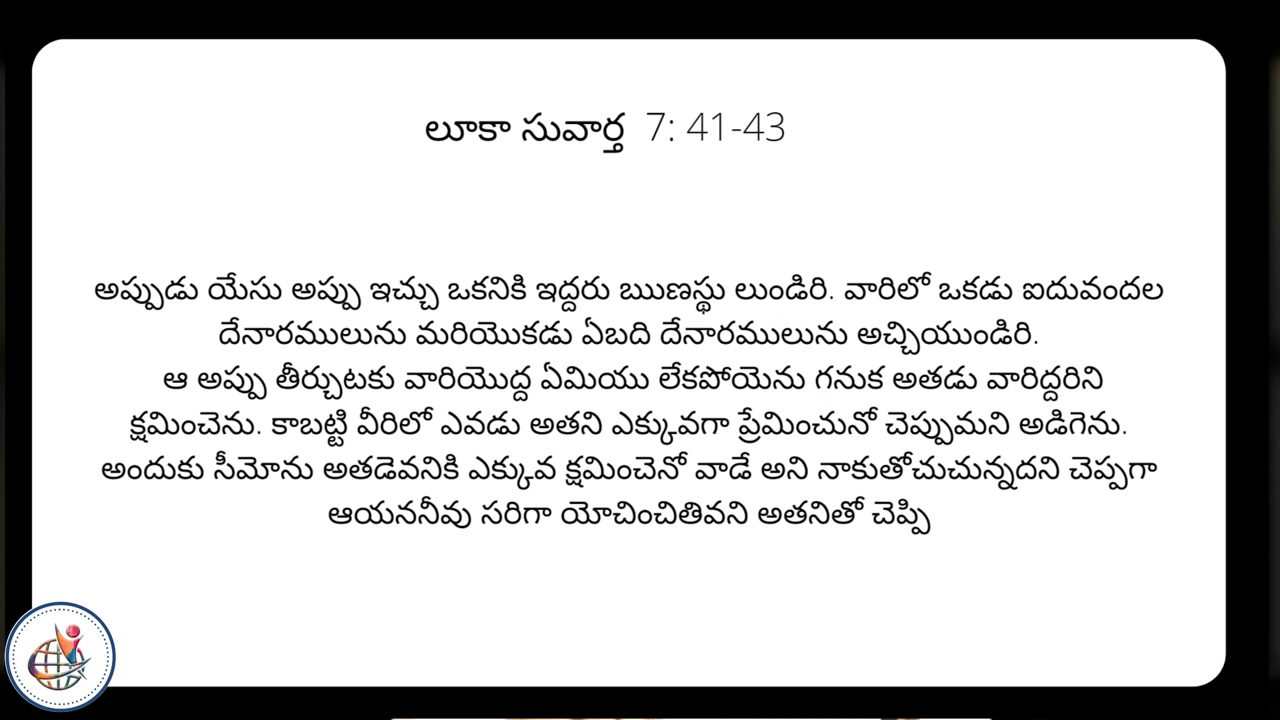 లూకా సువార్త 7: 41-43
అప్పుడు యేసు అప్పు ఇచ్చు ఒకనికి ఇద్దరు ఋణస్థు లుండిరి. వారిలో ఒకడు ఐదువందల
దేనారములును మరియొకడు ఏబది దేనారములును అచ్చియుండిరి.
ఆ అప్పు తీర్చుటకు వారియొద్ద ఏమియు లేకపోయెను గనుక అతడు వారిద్దరిని
క్షమించెను. కాబట్టి వీరిలో ఎవడు అతని ఎక్కువగా ప్రేమించునో చెప్పుమని అడిగెను.
అందుకు సీమోను అతడెవనికి ఎక్కువ క్షమించెనో వాడే అని నాకుతోచుచున్నదని చెప్పగా
ఆయననీవు సరిగా యోచించితివని అతనితో చెప్పి